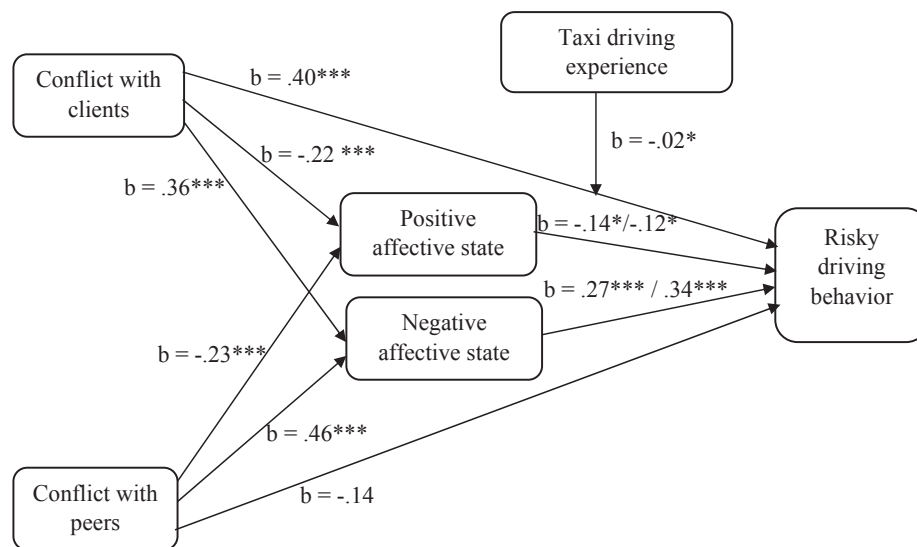 Taxi driving
experience
Conflict with
clients
b = .40***
b = -.02*
b = -.22 ***
b = .36***
Positive
affective state
b = -.14*/-.12*
Risky
driving
behavior
b = .27*** / .34***
Negative
affective state
b = -.23***
b = .46***
Conflict with
peers
b = -.14